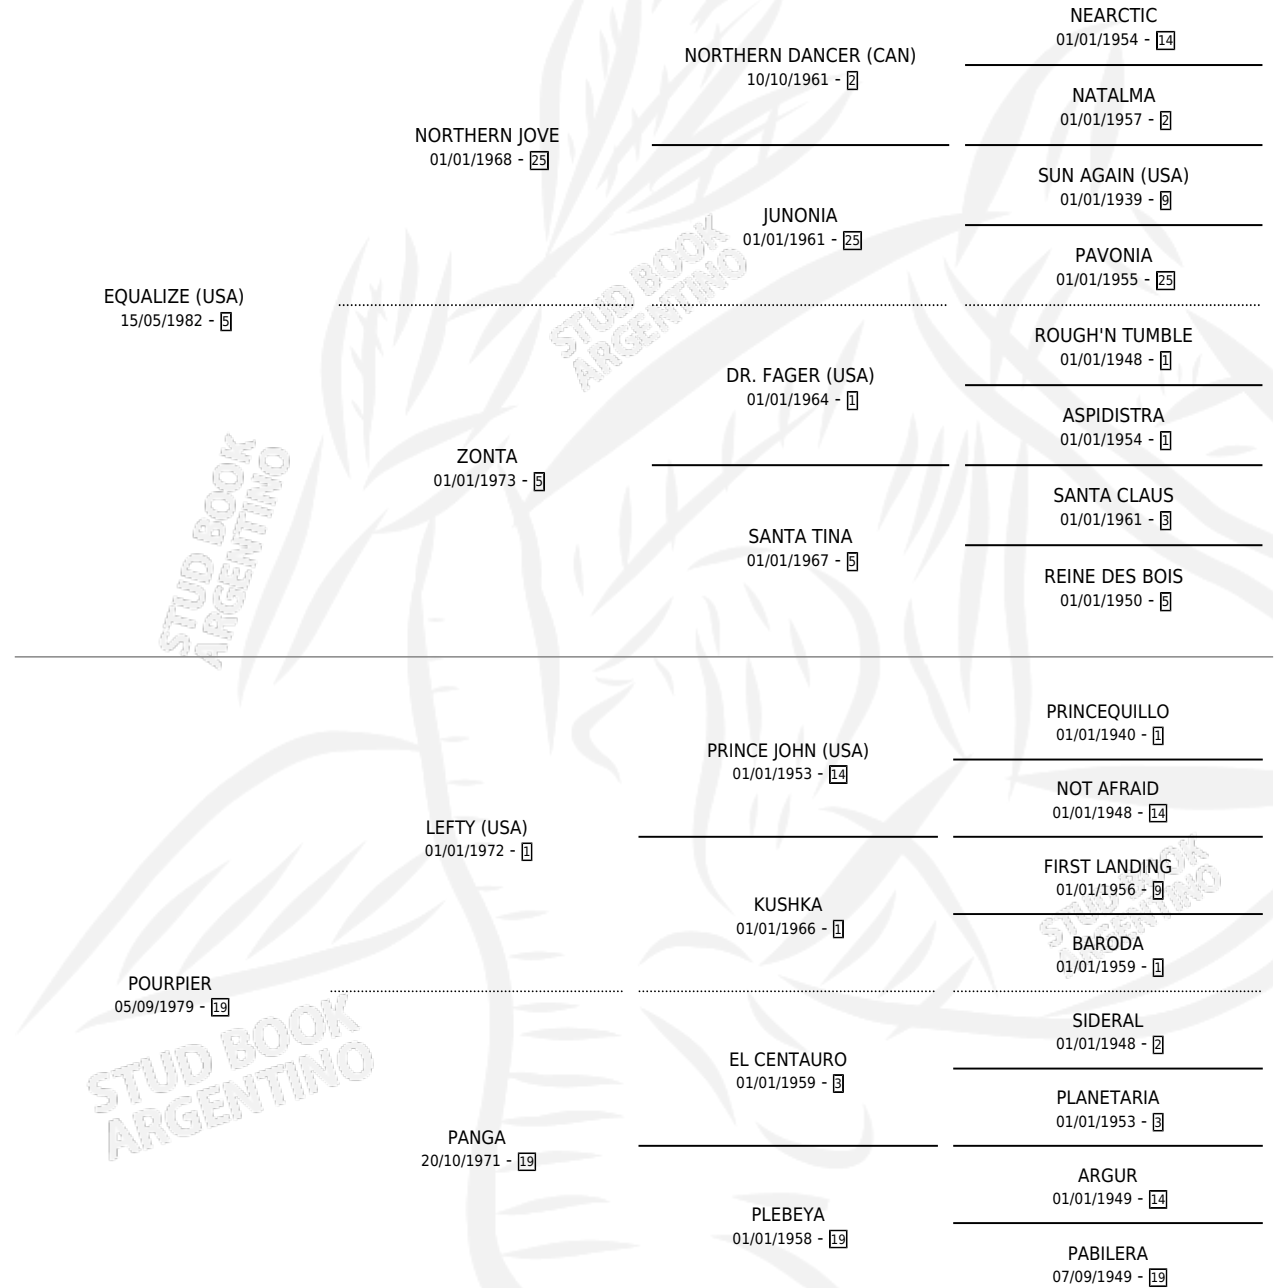 NEARCTIC
01/01/1954 - 14
NORTHERN DANCER (CAN)
10/10/1961 - 2
NATALMA
01/01/1957 - 2
NORTHERN JOVE
01/01/1968 - 25
SUN AGAIN (USA)
01/01/1939 - 9
JUNONIA
01/01/1961 - 25
PAVONIA
01/01/1955 - 25
EQUALIZE (USA)
15/05/1982 - 5
STUD BOOK
ARGENTINO
ROUGH'N TUMBLE
01/01/1948 - 1
DR. FAGER (USA)
01/01/1964 - 1
ASPIDISTRA
01/01/1954 - 1
ZONTA
01/01/1973 - 5
SANTA CLAUS
01/01/1961 - 3
SANTA TINA
01/01/1967 - 5
REINE DES BOIS
01/01/1950 - 5
STUD BOOK
ARGENTINO
PRINCEQUILLO
01/01/1940 - 1
PRINCE JOHN (USA)
01/01/1953 - 14
NOT AFRAID
01/01/1948 - 14
LEFTY (USA)
01/01/1972 - 1
FIRST LANDING
01/01/1956 - 9
KUSHKA
01/01/1966 - 1
BARODA
01/01/1959 - 1
STUD BOOK
ARGENTINO
POURPIER
05/09/1979 - 19
SIDERAL
01/01/1948 - 2
EL CENTAURO
01/01/1959 - 3
PLANETARIA
01/01/1953 - 3
STUD BOOK
ARGENTINO
PANGA
20/10/1971 - 19
ARGUR
01/01/1949 - 14
PLEBEYA
01/01/1958 - 19
PABILERA
07/09/1949 - 19